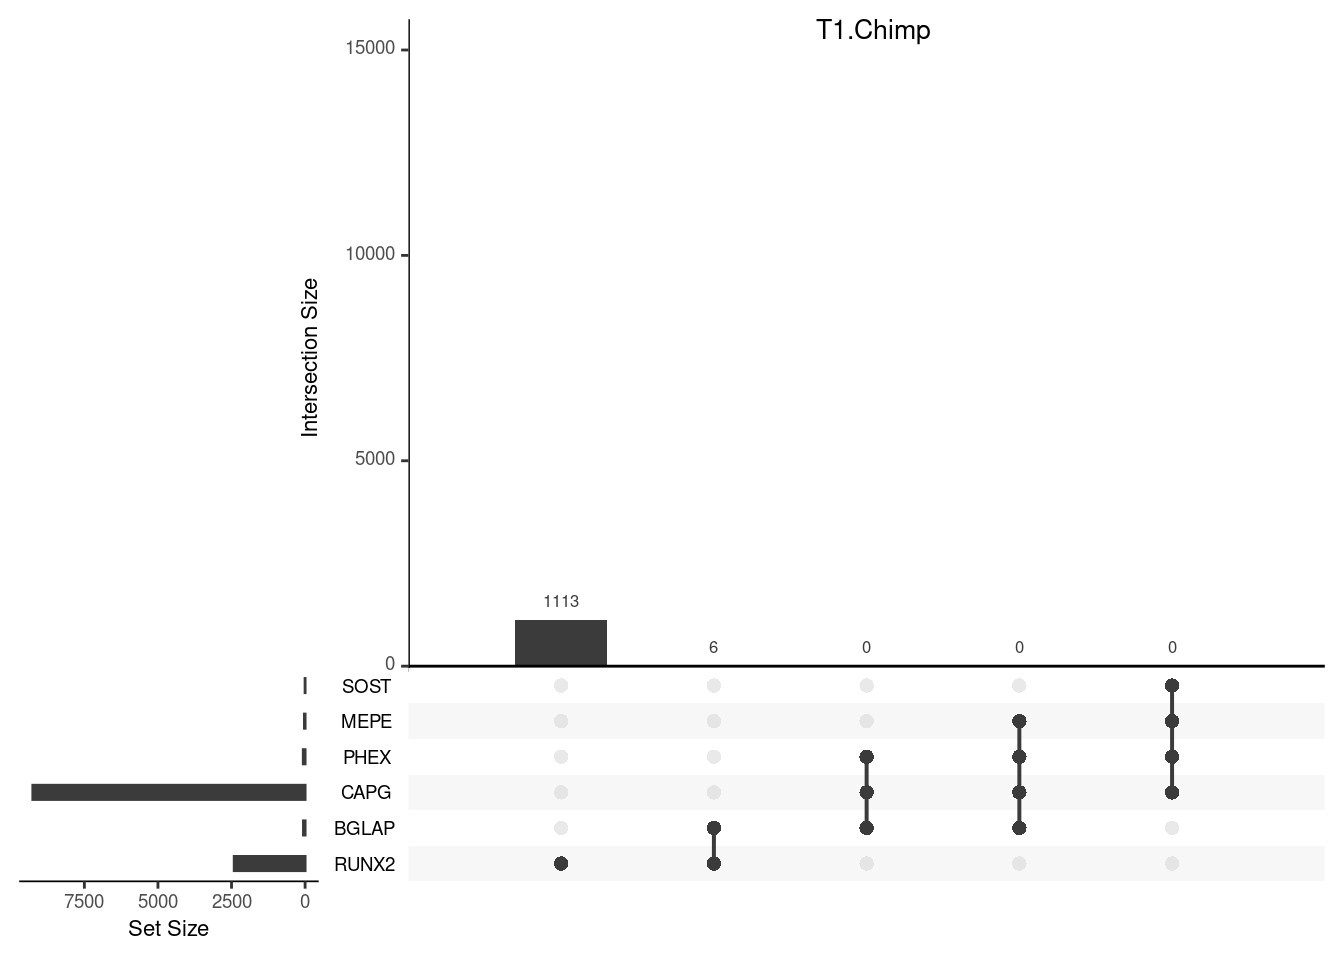 T1.Chimp
15000
10000
5000
0
Intersection Size
1113
6
0
0
0
SOST
MEPE
PHEX
CAPG
BGLAP
RUNX2
7500 5000 2500 0
Set Size